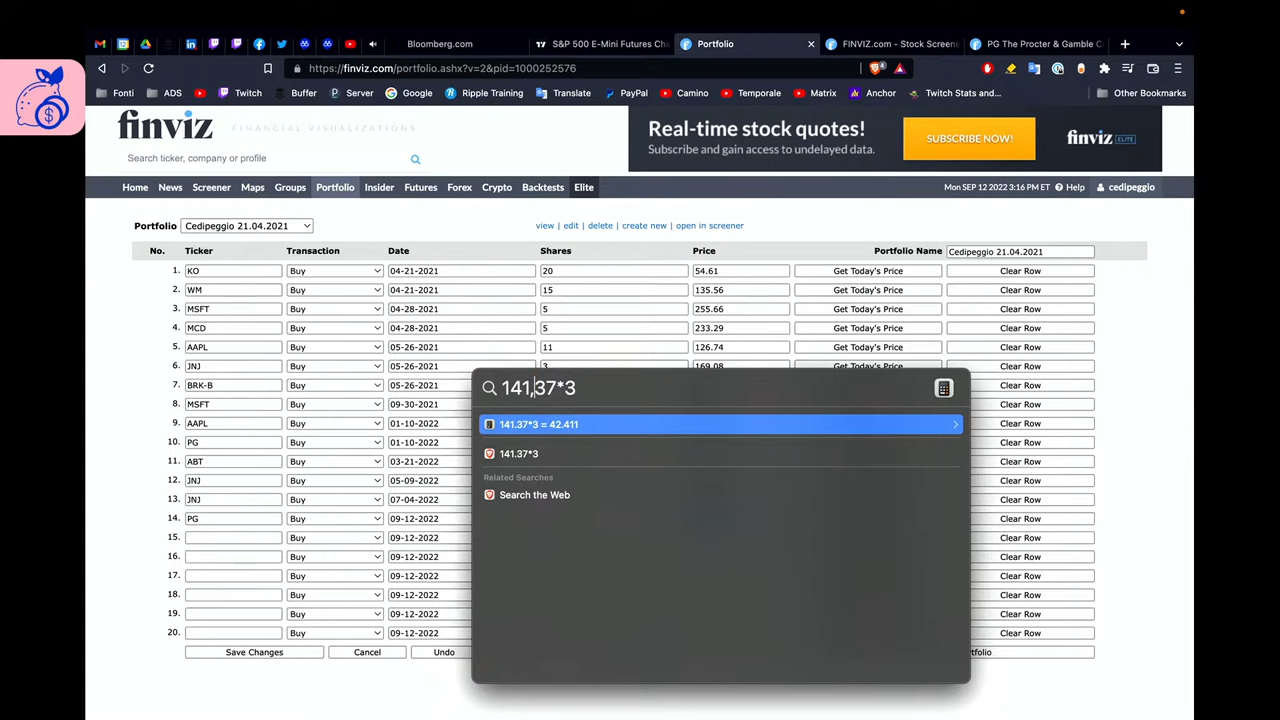 Bloomberg.com
S&P 500 E-Mini Futures Cha
Portfolio
FINVIZ.com - Stock Screene
PG The Procter & Gamble C
https://finviz.com/portfolio.ashx?v=2&pid=1000252576
Fonti
ADS
Twitch
Buffer
Server
Google
Ripple Training
Translate
PayPal
Camino
Temporale
Matrix
Anchor
Twitch Stats and...
Other Bookmarks
finviz FINANCIAL VISUALIZATIONS
Real-time stock quotes!
Subscribe and gain access to undelayed data.
SUBSCRIBE NOW!
finviz ELITE
Search ticker, company or profile
Home News Screener Maps Groups Portfolio Insider Futures Forex Crypto Backtests Elite
Mon SEP 12 2022 3:16 PM ET Help cedipeggio
Portfolio Cedipeggio 21.04.2021
view | edit | delete | create new | open in screener
No. Ticker Transaction Date Shares Price Portfolio Name Cedipeggio 21.04.2021
1. KO Buy 04-21-2021 20 54.61 Get Today's Price Clear Row
2. WM Buy 04-21-2021 15 135.56 Get Today's Price Clear Row
3. MSFT Buy 04-28-2021 5 255.66 Get Today's Price Clear Row
4. MCD Buy 04-28-2021 5 233.29 Get Today's Price Clear Row
5. AAPL Buy 05-26-2021 11 126.74 Get Today's Price Clear Row
6. JNJ Buy 05-26-2021 3 169.08 Get Today's Price Clear Row
7. BRK-B Buy 05-26-2021 Clear Row
8. MSFT Buy 09-30-2021 Clear Row
9. AAPL Buy 01-10-2022 Clear Row
10. PG Buy 01-10-2022 Clear Row
11. ABT Buy 03-21-2022 Clear Row
12. JNJ Buy 05-09-2022 Clear Row
13. JNJ Buy 07-04-2022 Clear Row
14. PG Buy 09-12-2022 Clear Row
15. Buy 09-12-2022 Clear Row
16. Buy 09-12-2022 Clear Row
17. Buy 09-12-2022 Clear Row
18. Buy 09-12-2022 Clear Row
19. Buy 09-12-2022 Clear Row
20. Buy 09-12-2022 Clear Row
Save Changes Cancel Undo tfolio
141,37*3
141.37*3 = 42.411
141.37*3
Related Searches
Search the Web